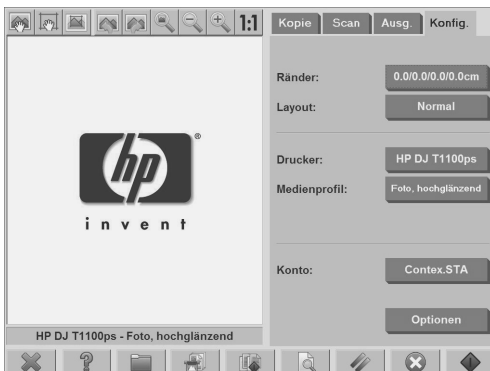 1:1
Kopie Scan Ausg. Konfig.
Ränder: 0.0/0.0/0.0/0.0cm
Layout: Normal
hp ®
invent
Drucker: HP DJ T1100ps
Medienprofil: Foto, hochglänzend
Konto: Contex.STA
Optionen
HP DJ T1100ps - Foto, hochglänzend
?